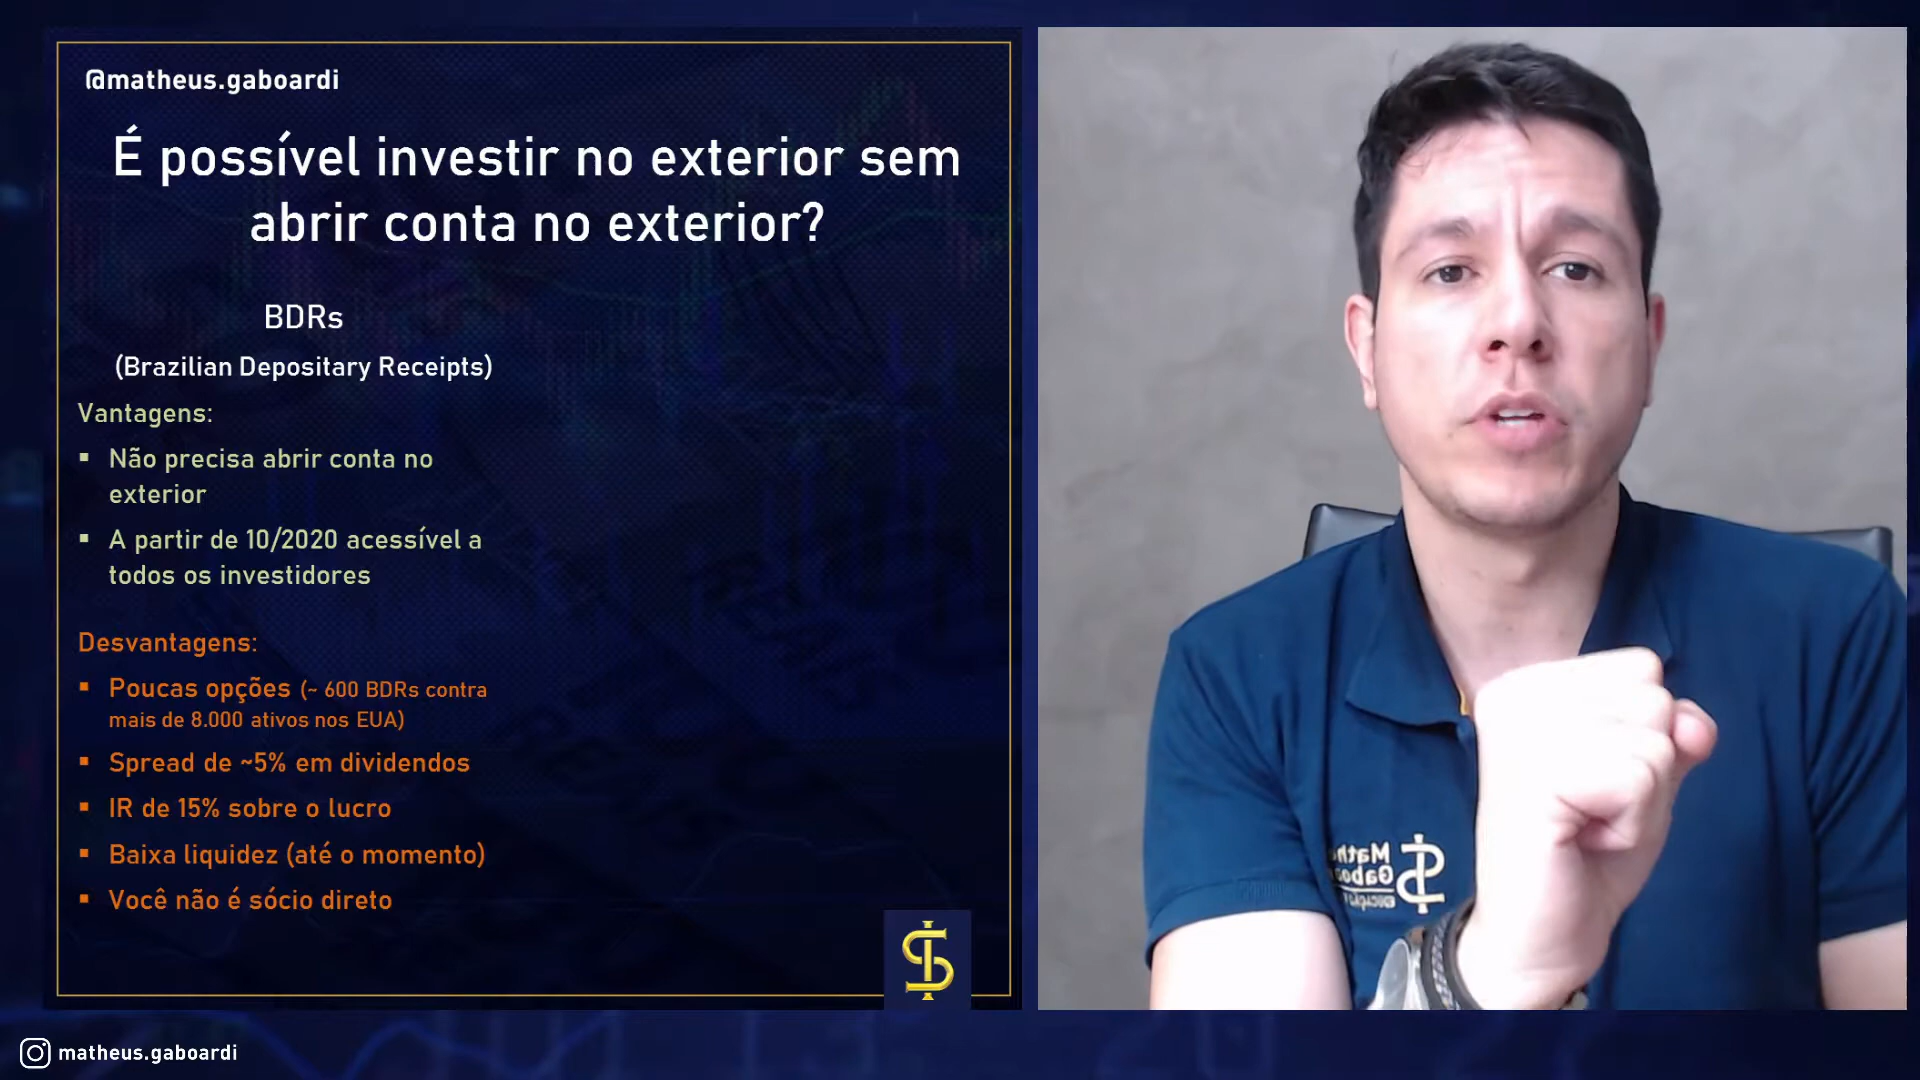 @matheus.gaboardi
É possível investir no exterior sem
abrir conta no exterior?
BDRs
(Brazilian Depositary Receipts)
Vantagens:
▪ Não precisa abrir conta no
exterior
▪ A partir de 10/2020 acessível a
todos os investidores
Desvantagens:
▪ Poucas opções (~ 600 BDRs contra
mais de 8.000 ativos nos EUA)
▪ Spread de ~5% em dividendos
▪ IR de 15% sobre o lucro
▪ Baixa liquidez (até o momento)
▪ Você não é sócio direto
matheus.gaboardi